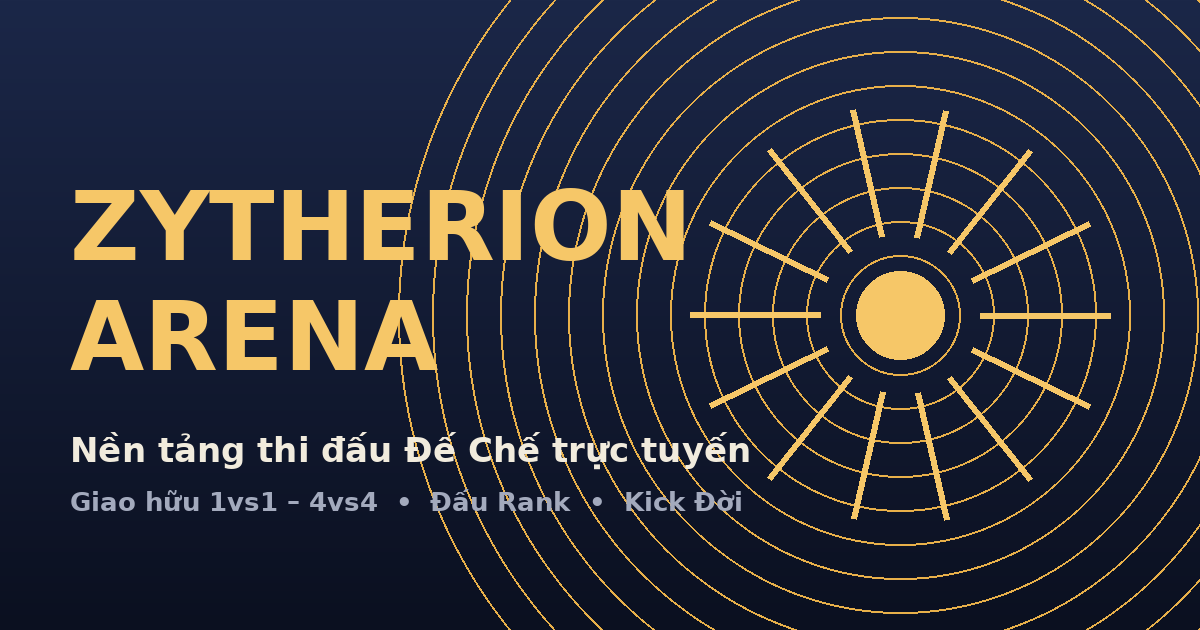 ZYTHERION
ARENA
Nền tảng thi đấu Đế Chế trực tuyến
Giao hữu 1vs1 – 4vs4 • Đấu Rank • Kick Đời